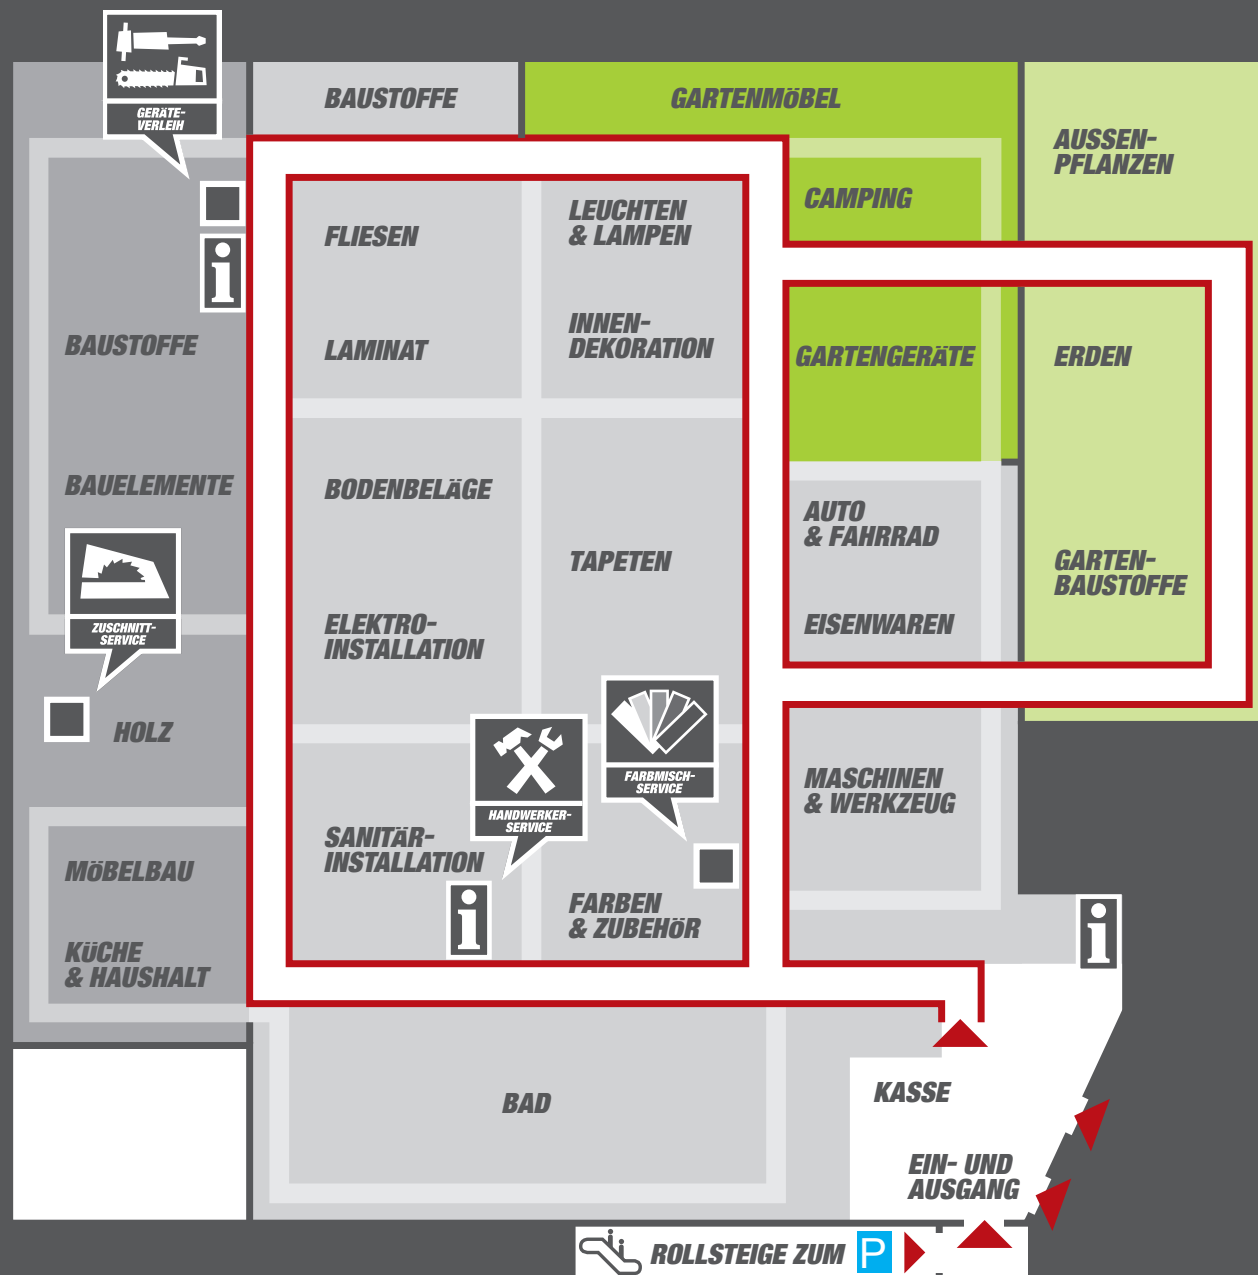 GERÄTE-
VERLEIH
BAUSTOFFE
GARTENMÖBEL
AUSSEN-
PFLANZEN
CAMPING
FLIESEN
LEUCHTEN
& LAMPEN
i
BAUSTOFFE
LAMINAT
INNEN-
DEKORATION
GARTENGERÄTE
ERDEN
BAUELEMENTE
BODENBELÄGE
AUTO
& FAHRRAD
TAPETEN
GARTEN-
BAUSTOFFE
ZUSCHNITT-
SERVICE
ELEKTRO-
INSTALLATION
EISENWAREN
HOLZ
FARBMISCH-
SERVICE
MASCHINEN
& WERKZEUG
HANDWERKER-
SERVICE
SANITÄR-
INSTALLATION
MÖBELBAU
i
FARBEN
& ZUBEHÖR
i
KÜCHE
& HAUSHALT
BAD
KASSE
EIN- UND
AUSGANG
ROLLSTEIGE ZUM P